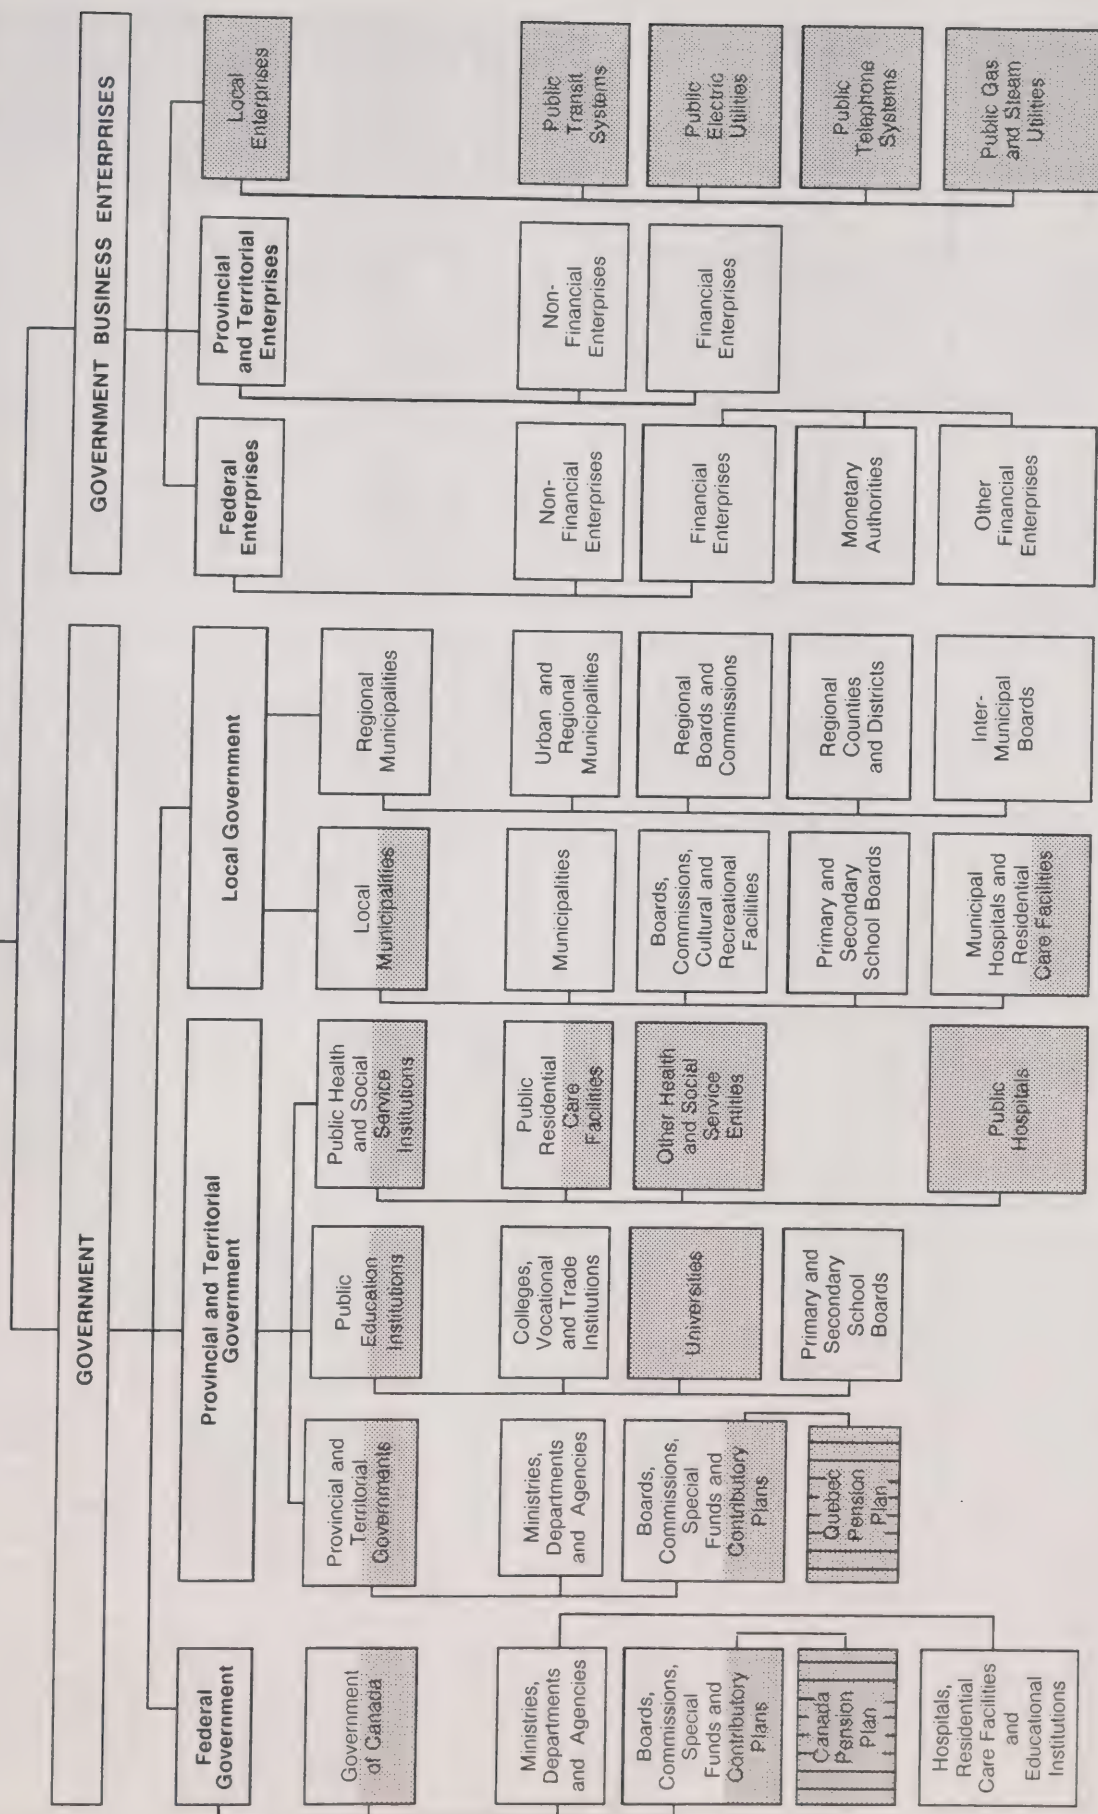 GOVERNMENT
GOVERNMENT BUSINESS ENTERPRISES
Federal
Government
Provincial and Territorial
Government
Local Government
Federal
Enterprises
Provincial
and Territorial
Enterprises
Local
Enterprises
Government
of Canada
Provincial and
Territorial
Governments
Public
Education
Institutions
Public Health
and Social
Service
Institutions
Local
Municipalities
Regional
Municipalities
Ministries,
Departments
and Agencies
Ministries,
Departments
and Agencies
Colleges,
Vocational
and Trade
Institutions
Public
Residential
Care
Facilities
Municipalities
Urban and
Regional
Municipalities
Non-
Financial
Enterprises
Non-
Financial
Enterprises
Public
Transit
Systems
Boards,
Commissions,
Special
Funds and
Contributory
Plans
Boards,
Commissions,
Special
Funds and
Contributory
Plans
Universities
Other Health
and Social
Service
Entitles
Boards,
Commissions,
Cultural and
Recreational
Facilities
Regional
Boards and
Commissions
Financial
Enterprises
Financial
Enterprises
Public
Electric
Utilities
Canada
Pension
Plan
Quebec
Pension
Plan
Primary and
Secondary
School
Boards
Primary and
Secondary
School Boards
Regional
Counties
and Districts
Monetary
Authorities
Public
Telephone
Systems
Hospitals,
Residential
Care Facilities
and
Educational
Institutions
Public
Hospitals
Municipal
Hospitals and
Residential
Care Facilities
Inter-
Municipal
Boards
Other
Financial
Enterprises
Public Gas
and Steam
Utilities